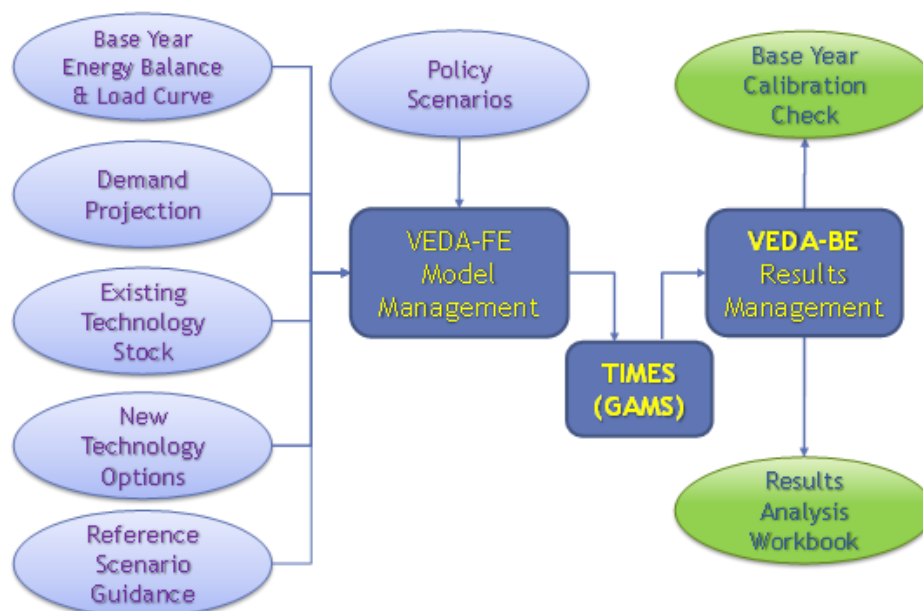 Base Year
Energy Balance
& Load Curve
Demand
Projection
Existing
Technology
Stock
New
Technology
Options
Reference
Scenario
Guidance
Policy
Scenarios
VEDA-FE
Model
Management
TIMES
(GAMS)
VEDA-BE
Results
Management
Base Year
Calibration
Check
Results
Analysis
Workbook